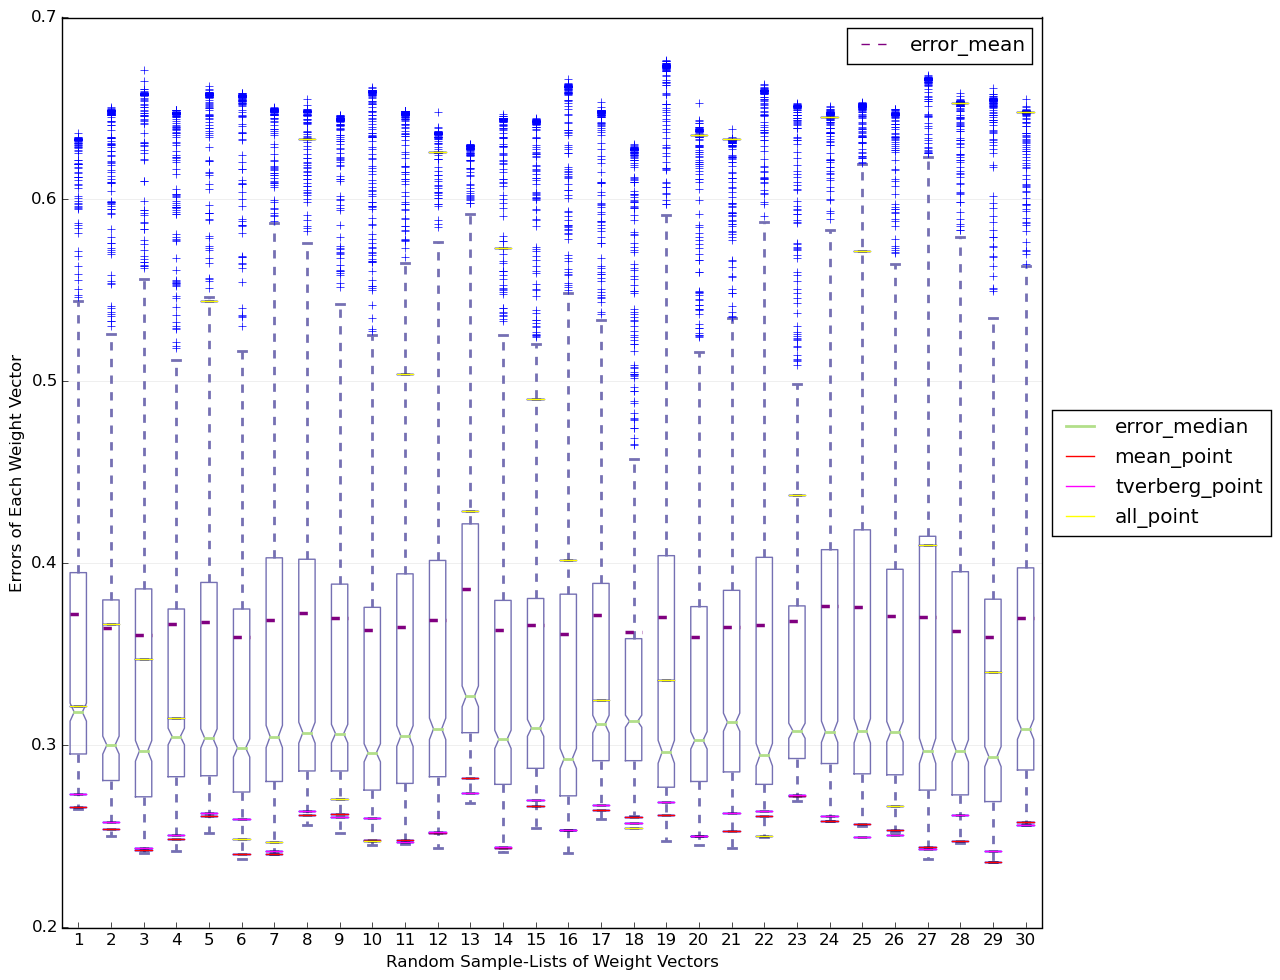 0.7
error_mean
0.6
0.5
error_median
mean_point
tverberg_point
all_point
0.4
0.3
0.2
Errors of Each Weight Vector
1 2 3 4 5 6 7 8 9 10 11 12 13 14 15 16 17 18 19 20 21 22 23 24 25 26 27 28 29 30
Random Sample-Lists of Weight Vectors